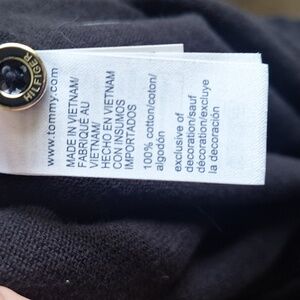 HILFIGER
www.tommy.com
MADE IN VIETNAM/
FABRIQUE AU
VIETNAM/
HECHO EN VIETNAM
CON INSUMOS
IMPORTADOS
100% cotton/coton/
algodón
exclusive of
decoration/sauf
décoration/excluye
la decoración